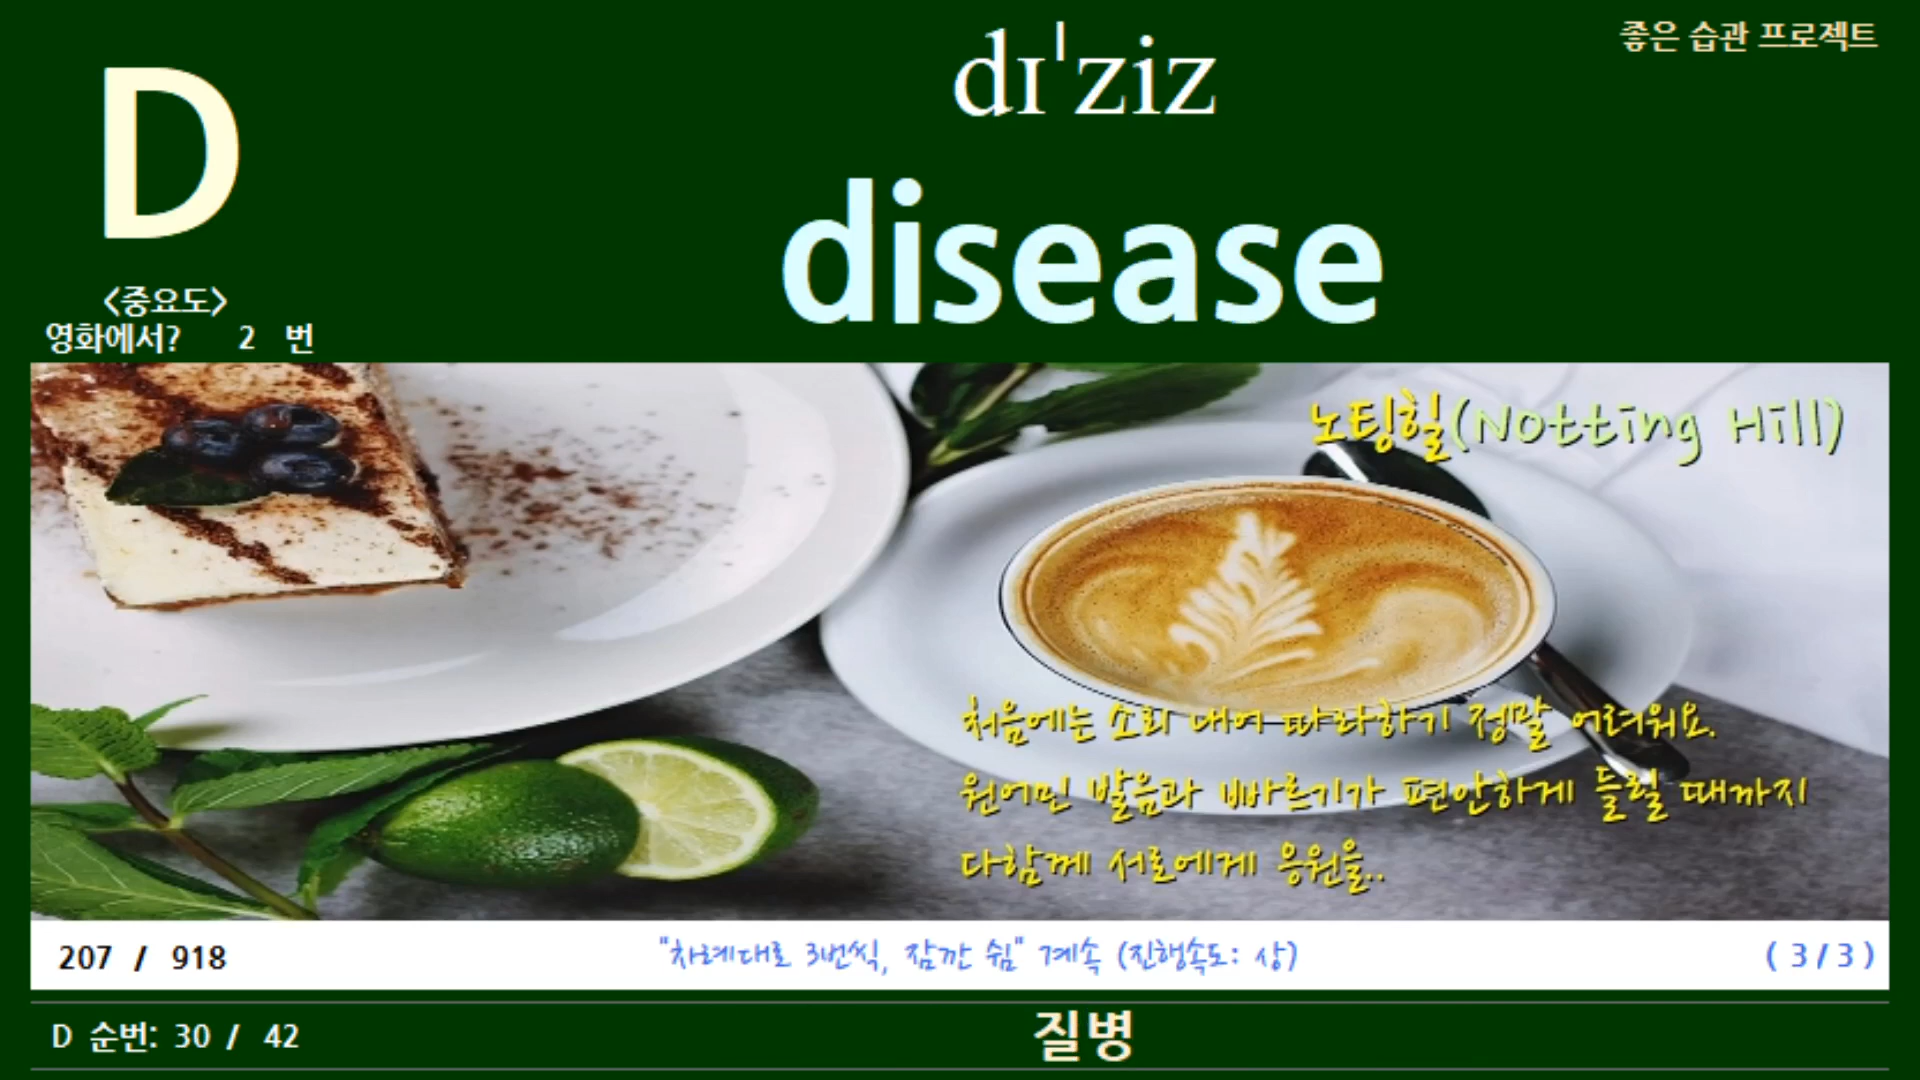 좋은 습관 프로젝트
D
dɪˈziz
disease
<중요도>
영화에서? 2 번
노팅힐(Notting Hill)
처음에는 소리 내어 따라하기 정말 어려워요.
원어민 발음과 빠르기가 편안하게 들릴 때까지
다함께 서로에게 응원을..
207 / 918
"차례대로 3번씩, 잠깐 쉼" 계속 (진행속도: 상)
( 3 / 3 )
D 순번: 30 / 42
질병